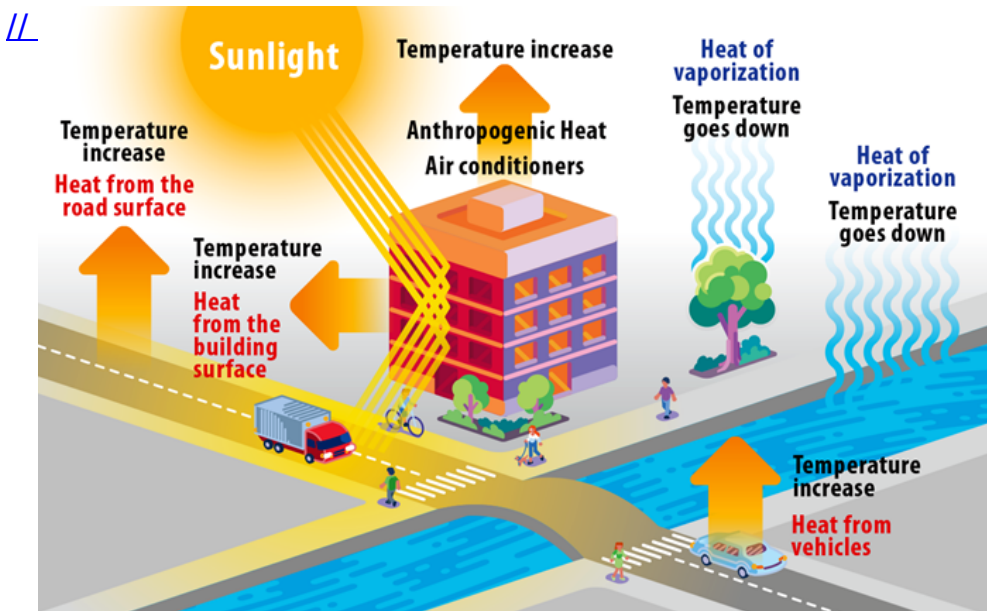 //
Sunlight
Temperature increase
Anthropogenic Heat
Air conditioners
Heat of
vaporization
Temperature
goes down
Heat of
vaporization
Temperature
goes down
Temperature
increase
Heat from the
road surface
Temperature
increase
Heat
from the
building
surface
Temperature
increase
Heat from
vehicles